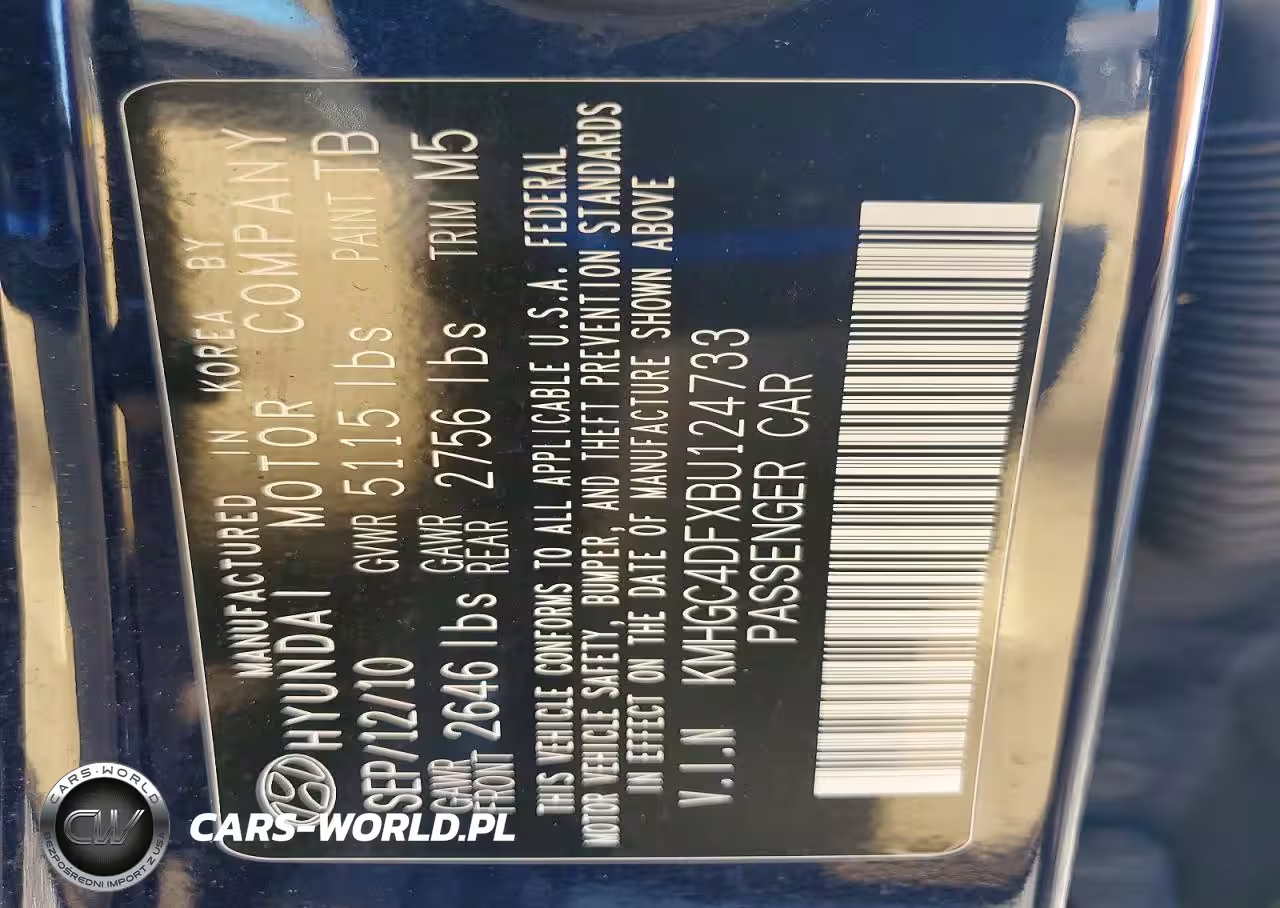 MANUFACTURED IN KOREA BY
HYUNDAI MOTOR COMPANY
SEP/12/10 GVWR 5115 lbs PAINT TB
GAWR FRONT 2646 lbs GAWR REAR 2756 lbs TRIM M5
THIS VEHICLE CONFORMS TO ALL APPLICABLE U.S.A. FEDERAL
MOTOR VEHICLE SAFETY, BUMPER, AND THEFT PREVENTION STANDARDS
IN EFFECT ON THE DATE OF MANUFACTURE SHOWN ABOVE
V.I.N KMHGC4DFXBU124733
PASSENGER CAR
CARS-WORLD
CW
BEZPOŚREDNI IMPORT Z USA
CARS-WORLD.PL